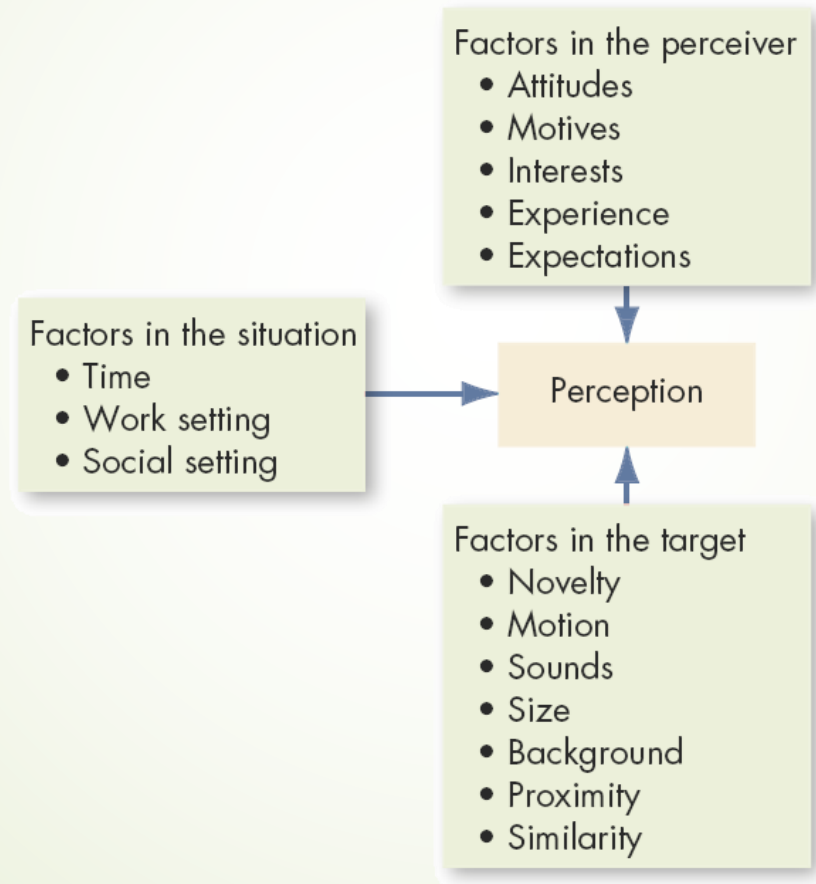 Factors in the perceiver
• Attitudes
• Motives
• Interests
• Experience
• Expectations
Factors in the situation
• Time
• Work setting
• Social setting
Perception
Factors in the target
• Novelty
• Motion
• Sounds
• Size
• Background
• Proximity
• Similarity